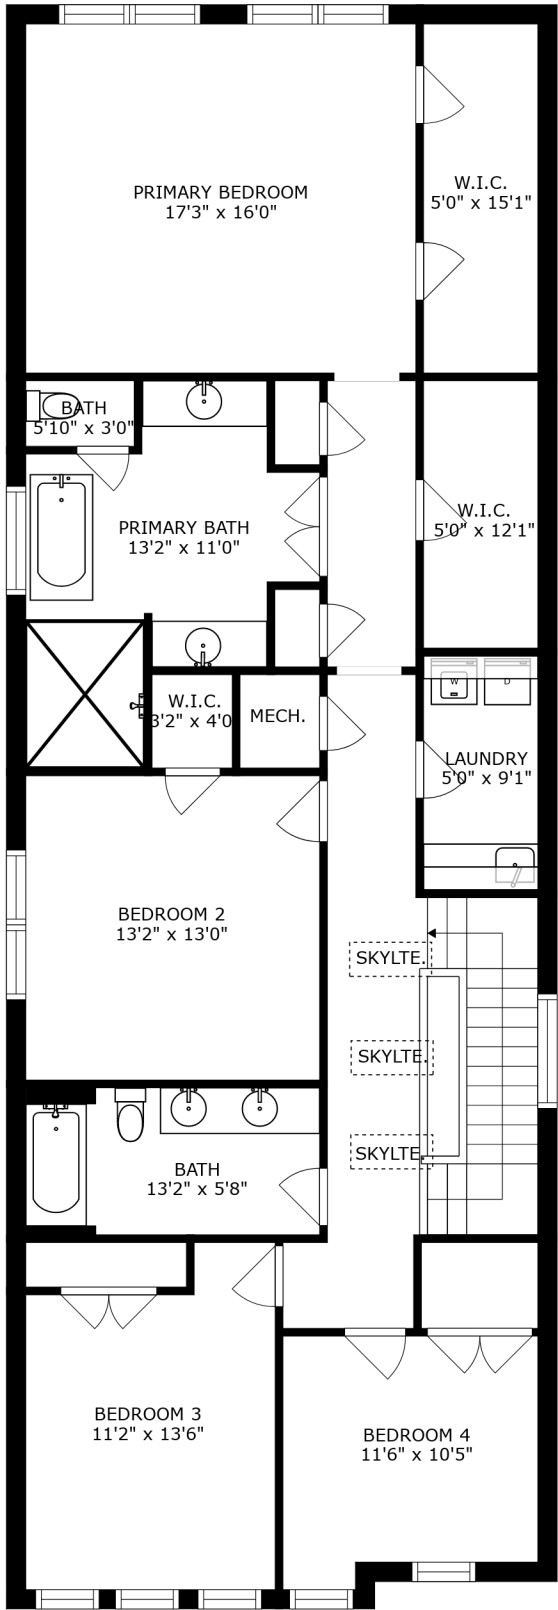 PRIMARY BEDROOM
17'3" x 16'0"
W.I.C.
5'0" x 15'1"
BATH
5'10" x 3'0"
PRIMARY BATH
13'2" x 11'0"
W.I.C.
5'0" x 12'1"
W.I.C.
3'2" x 4'0"
MECH.
W
D
LAUNDRY
5'0" x 9'1"
BEDROOM 2
13'2" x 13'0"
SKYLTE.
SKYLTE.
SKYLTE.
BATH
13'2" x 5'8"
BEDROOM 3
11'2" x 13'6"
BEDROOM 4
11'6" x 10'5"